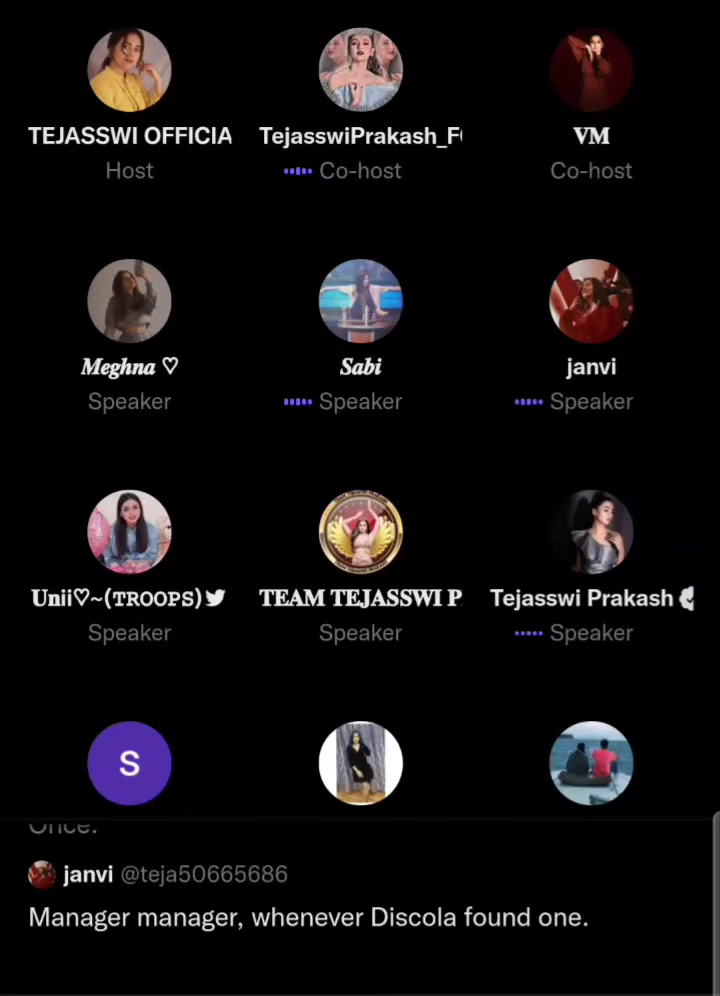 TEJASSWI OFFICIA TejasswiPrakash_F VM
Host Co-host Co-host
Meghna ♡ Sabi janvi
Speaker Speaker Speaker
Unii♡~(TROOPS) TEAM TEJASSWI P Tejasswi Prakash
Speaker Speaker Speaker
S
Once.
janvi @teja50665686
Manager manager, whenever Discola found one.